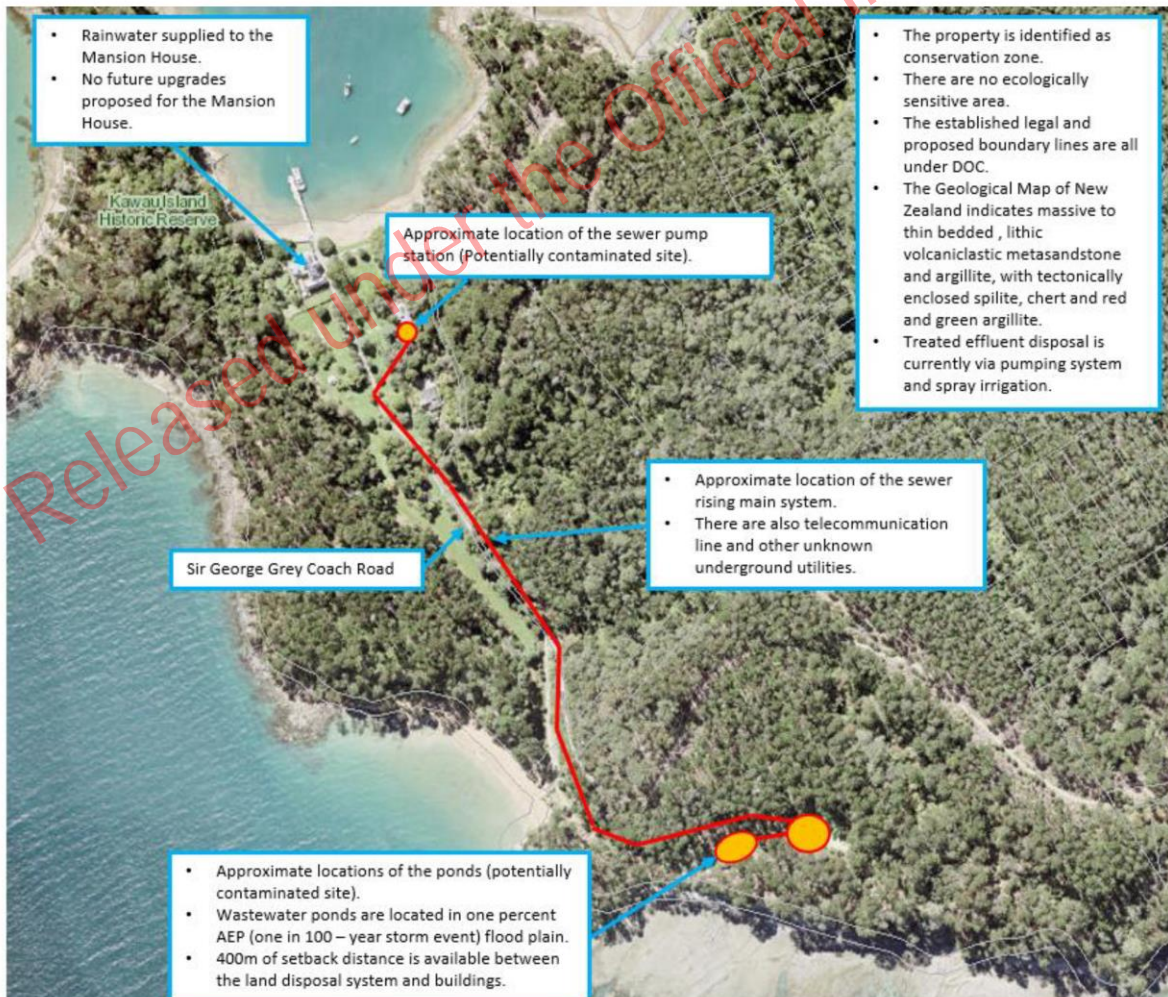 • Rainwater supplied to the
Mansion House.
• No future upgrades
proposed for the Mansion
House.
• The property is identified as
conservation zone.
• There are no ecologically
sensitive area.
• The established legal and
proposed boundary lines are all
under DOC.
• The Geological Map of New
Zealand indicates massive to
thin bedded , lithic
volcaniclastic metasandstone
and argillite, with tectonically
enclosed spilite, chert and red
and green argillite.
• Treated effluent disposal is
currently via pumping system
and spray irrigation.
Kawau Island
Historic Reserve
Approximate location of the sewer pump
station (Potentially contaminated site).
Released under the Official
• Approximate location of the sewer
rising main system.
• There are also telecommunication
line and other unknown
underground utilities.
Sir George Grey Coach Road
• Approximate locations of the ponds (potentially
contaminated site).
• Wastewater ponds are located in one percent
AEP (one in 100 – year storm event) flood plain.
• 400m of setback distance is available between
the land disposal system and buildings.